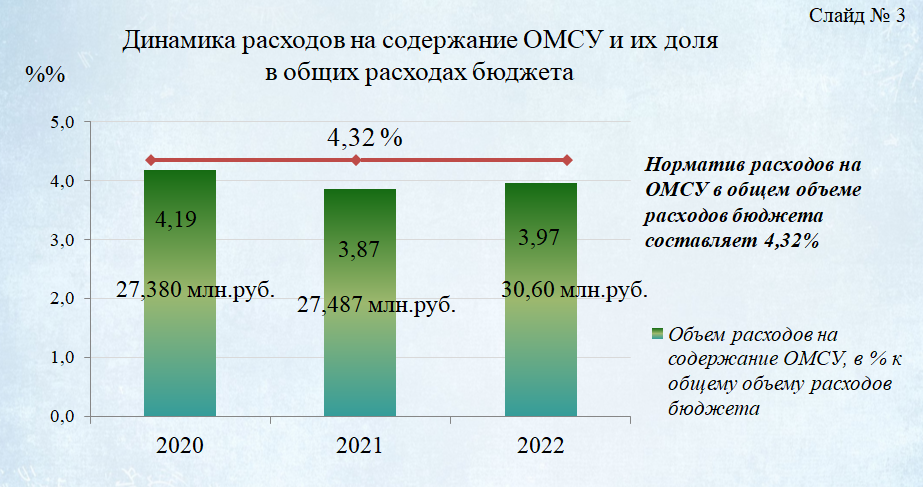 Слайд № 3
Динамика расходов на содержание ОМСУ и их доля
в общих расходах бюджета
%%
5,0
4,0
3,0
2,0
1,0
0,0
4,32 %
4,19
3,87
3,97
27,380 млн.руб.
27,487 млн.руб.
30,60 млн.руб.
2020
2021
2022
Норматив расходов на
ОМСУ в общем объеме
расходов бюджета
составляет 4,32%
Объем расходов на
содержание ОМСУ, в % к
общему объему расходов
бюджета